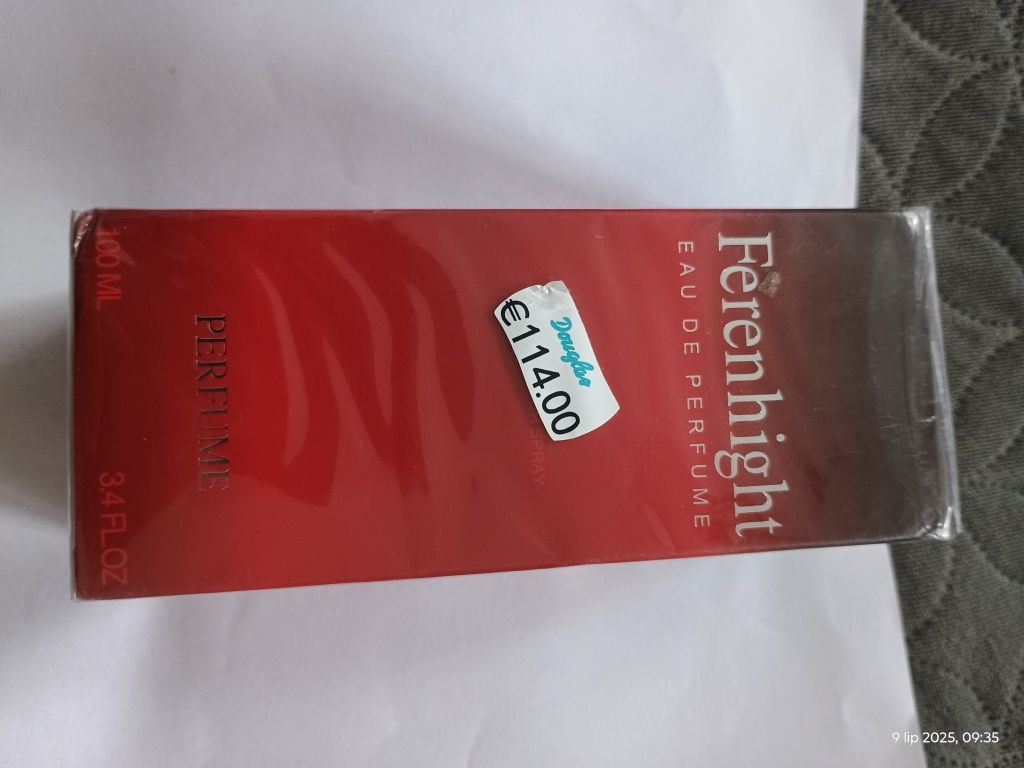 Ferenhight
EAU DE PERFUME
Douglas
€114.00
SPRAY
PERFUME
100 ML
3.4 FL OZ
9 lip 2025, 09:35